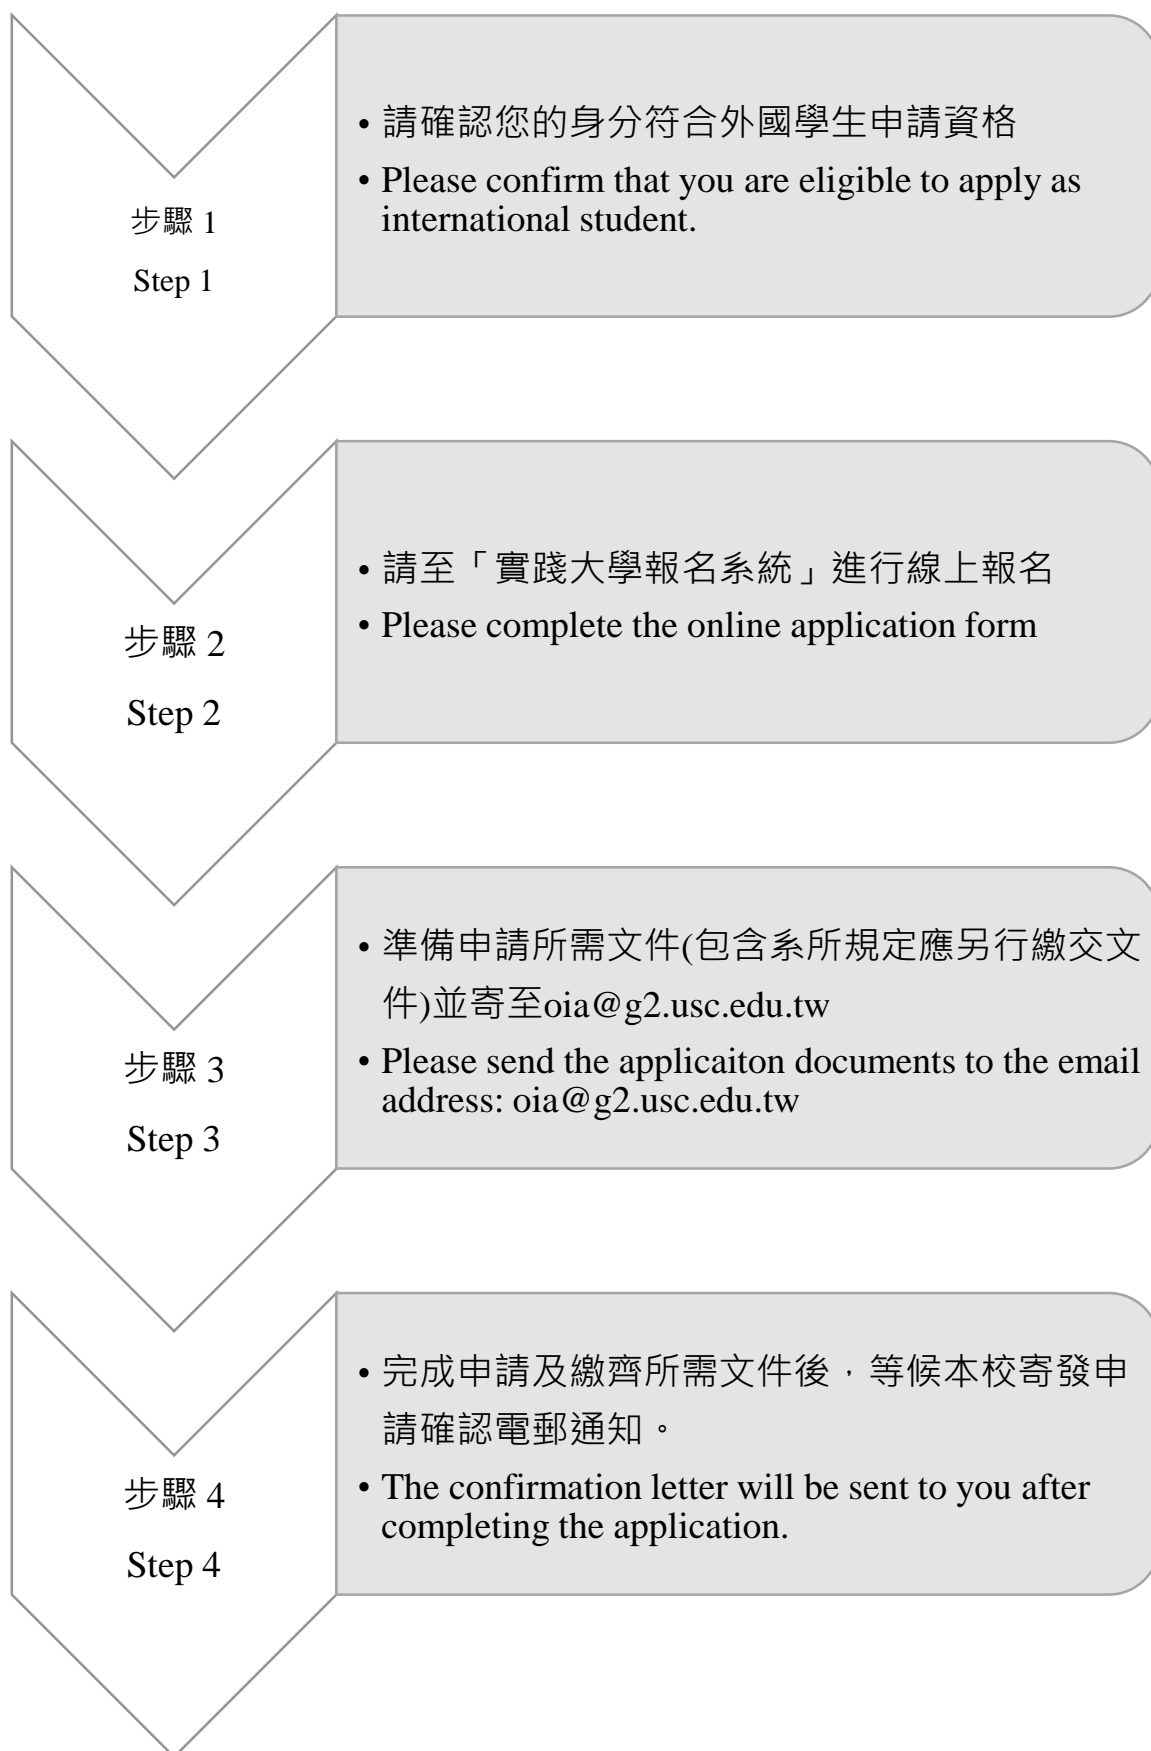 步驟 1
Step 1
• 請確認您的身分符合外國學生申請資格
• Please confirm that you are eligible to apply as
international student.
步驟 2
Step 2
• 請至「實踐大學報名系統」進行線上報名
• Please complete the online application form
步驟 3
Step 3
• 準備申請所需文件(包含系所規定應另行繳交文
件)並寄至oia@g2.usc.edu.tw
• Please send the applicaiton documents to the email
address: oia@g2.usc.edu.tw
步驟 4
Step 4
• 完成申請及繳齊所需文件後，等候本校寄發申
請確認電郵通知。
• The confirmation letter will be sent to you after
completing the application.